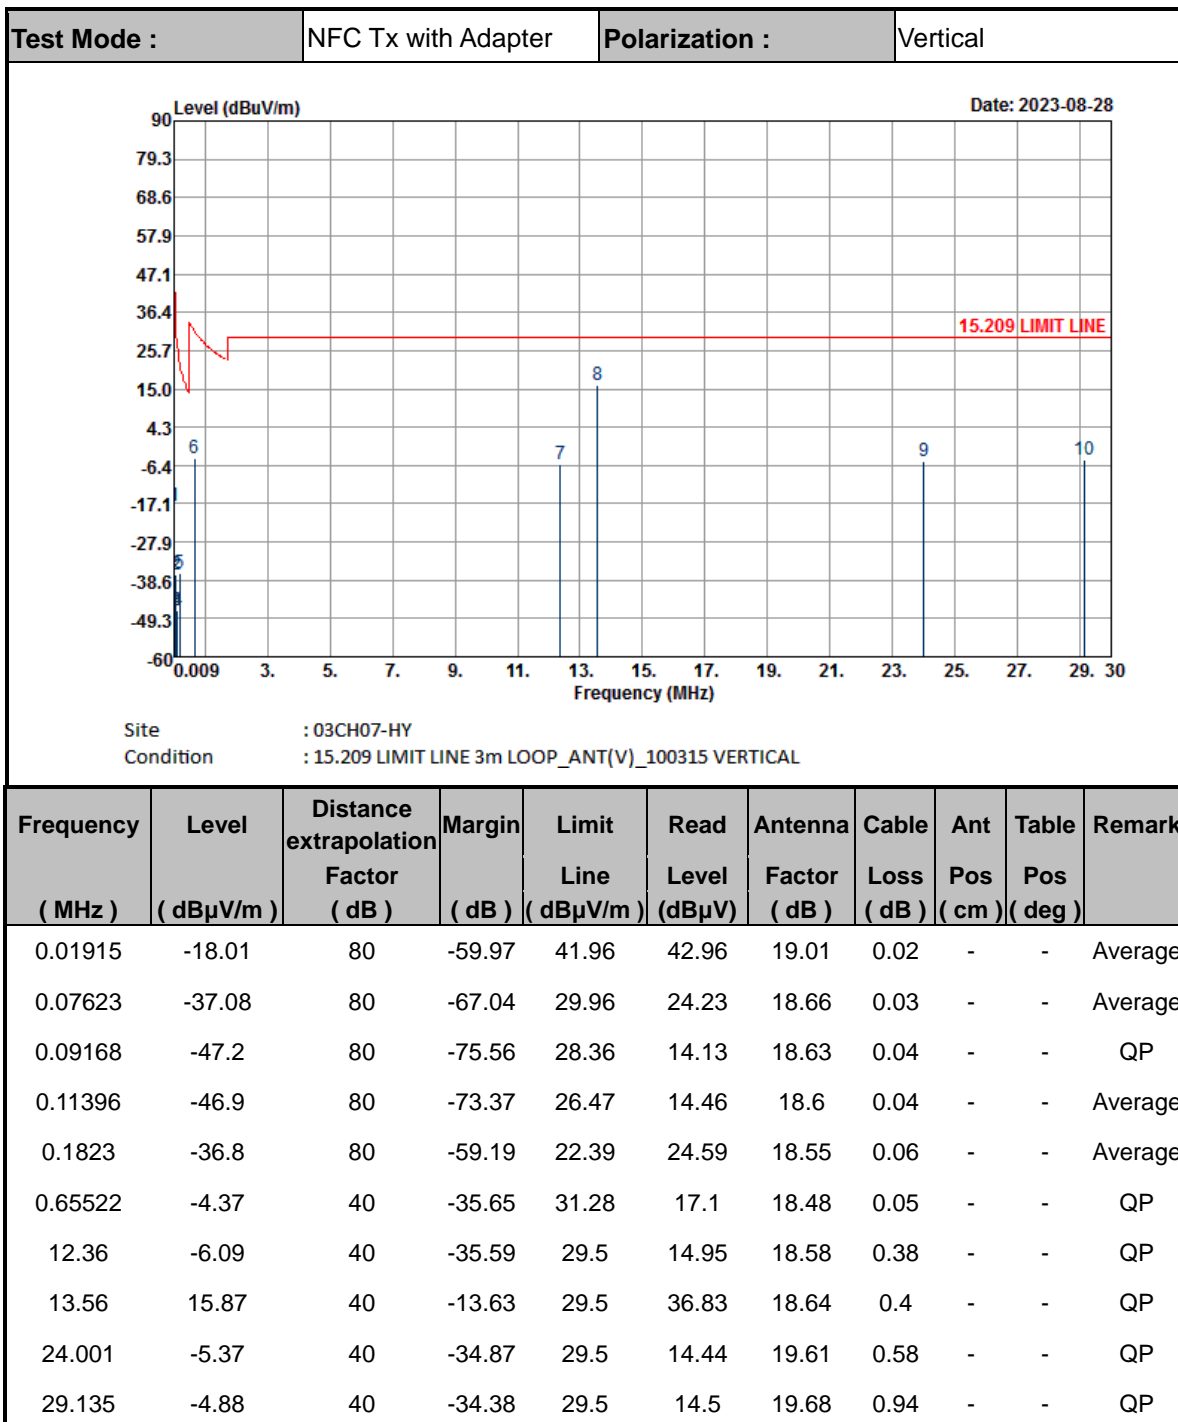 Test Mode : NFC Tx with Adapter Polarization : Vertical
Level (dBuV/m) Date: 2023-08-28
90
79.3
68.6
57.9
47.1
36.4
15.209 LIMIT LINE
25.7
8
15.0
4.3
6 7 9 10
-6.4
1
-17.1
-27.9
5
-38.6
-49.3
-60
0.009 3. 5. 7. 9. 11. 13. 15. 17. 19. 21. 23. 25. 27. 29. 30
Frequency (MHz)
Site : 03CH07-HY
Condition : 15.209 LIMIT LINE 3m LOOP_ANT(V)_100315 VERTICAL
Frequency Level Distance extrapolation Margin Limit Read Antenna Cable Ant Table Remark
Factor Line Level Factor Loss Pos Pos
( MHz ) ( dBµV/m ) ( dB ) ( dB ) ( dBµV/m ) (dBµV) ( dB ) ( dB ) ( cm ) ( deg )
0.01915 -18.01 80 -59.97 41.96 42.96 19.01 0.02 - - Average
0.07623 -37.08 80 -67.04 29.96 24.23 18.66 0.03 - - Average
0.09168 -47.2 80 -75.56 28.36 14.13 18.63 0.04 - - QP
0.11396 -46.9 80 -73.37 26.47 14.46 18.6 0.04 - - Average
0.1823 -36.8 80 -59.19 22.39 24.59 18.55 0.06 - - Average
0.65522 -4.37 40 -35.65 31.28 17.1 18.48 0.05 - - QP
12.36 -6.09 40 -35.59 29.5 14.95 18.58 0.38 - - QP
13.56 15.87 40 -13.63 29.5 36.83 18.64 0.4 - - QP
24.001 -5.37 40 -34.87 29.5 14.44 19.61 0.58 - - QP
29.135 -4.88 40 -34.38 29.5 14.5 19.68 0.94 - - QP